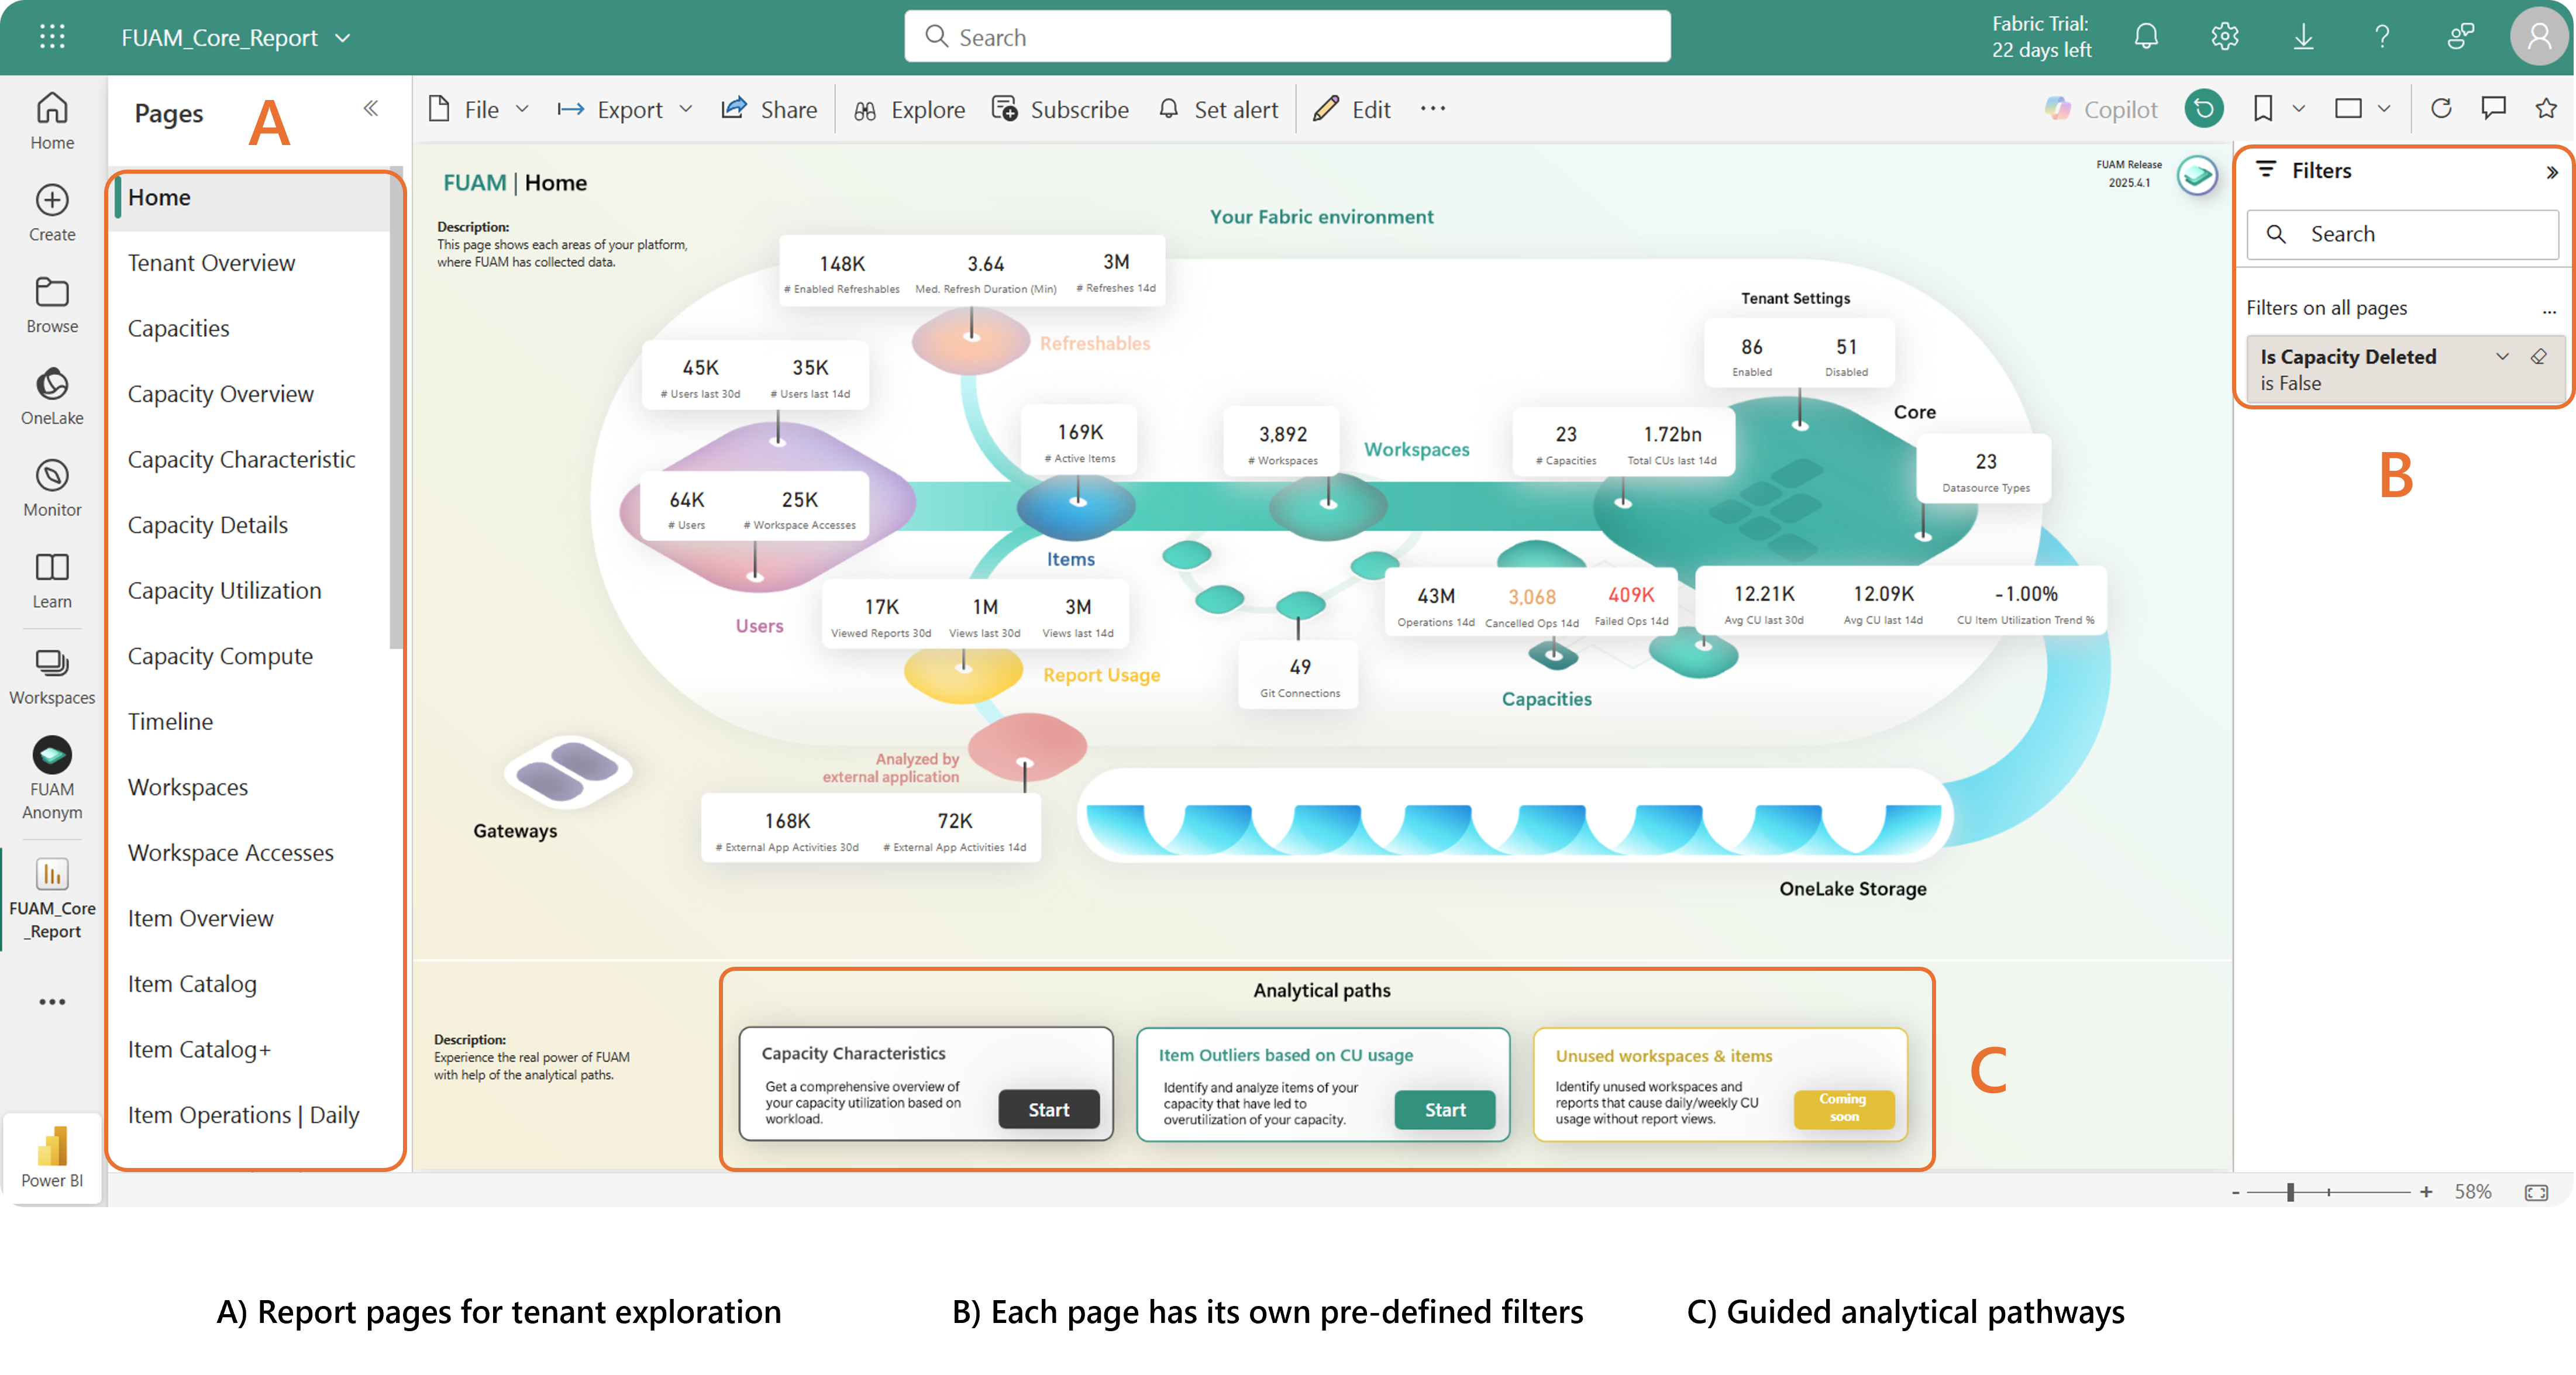 FUAM_Core_Report
Search
Fabric Trial:
22 days left
Home
Create
Browse
OneLake
Monitor
Learn
Workspaces
FUAM
Anonym
FUAM_Core
_Report
Power BI
Pages
A
Home
Tenant Overview
Capacities
Capacity Overview
Capacity Characteristic
Capacity Details
Capacity Utilization
Capacity Compute
Timeline
Workspaces
Workspace Accesses
Item Overview
Item Catalog
Item Catalog+
Item Operations | Daily
File
Export
Share
Explore
Subscribe
Set alert
Edit
Copilot
FUAM | Home
Description:
This page shows each areas of your platform,
where FUAM has collected data.
Your Fabric environment
FUAM Release
2025.4.1
148K 3.64 3M
# Enabled Refreshables Med. Refresh Duration (Min) # Refreshes 14d
Refreshables
45K 35K
# Users last 30d # Users last 14d
64K 25K
# Users # Workspace Accesses
Users
169K
# Active Items
Items
3,892
# Workspaces
Workspaces
23 1.72bn
# Capacities Total CUs last 14d
Tenant Settings
86 51
Enabled Disabled
Core
23
Datasource Types
17K 1M 3M
Viewed Reports 30d Views last 30d Views last 14d
Report Usage
49
Git Connections
43M 3,068 409K
Operations 14d Cancelled Ops 14d Failed Ops 14d
12.21K 12.09K -1.00%
Avg CU last 30d Avg CU last 14d CU Item Utilization Trend %
Capacities
Analyzed by
external application
168K 72K
# External App Activities 30d # External App Activities 14d
Gateways
OneLake Storage
Description:
Experience the real power of FUAM
with help of the analytical paths.
Analytical paths
Capacity Characteristics
Get a comprehensive overview of
your capacity utilization based on
workload.
Start
Item Outliers based on CU usage
Identify and analyze items of your
capacity that have led to
overutilization of your capacity.
Start
Unused workspaces & items
Identify unused workspaces and
reports that cause daily/weekly CU
usage without report views.
Coming
soon
C
Filters
Search
Filters on all pages
...
Is Capacity Deleted
is False
B
- + 58%
A) Report pages for tenant exploration
B) Each page has its own pre-defined filters
C) Guided analytical pathways